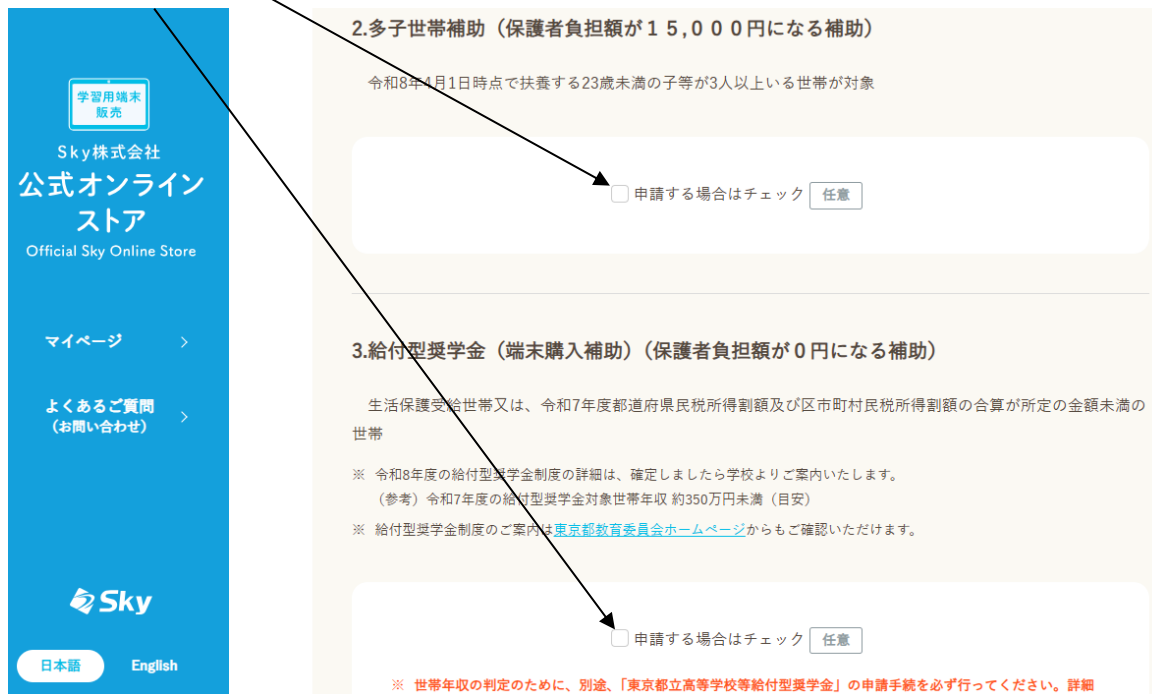 学習用端末
販売
Sky株式会社
公式オンライン
ストア
Official Sky Online Store
マイページ
よくあるご質問
(お問い合わせ)
Sky
日本語 English
2.多子世帯補助（保護者負担額が１５,０００円になる補助）
令和8年4月1日時点で扶養する23歳未満の子等が3人以上いる世帯が対象
申請する場合はチェック 任意
3.給付型奨学金（端末購入補助）（保護者負担額が０円になる補助）
生活保護受給世帯又は、令和7年度都道府県民税所得割額及び区市町村民税所得割額の合算が所定の金額未満の
世帯
※ 令和8年度の給付型奨学金制度の詳細は、確定しましたら学校よりご案内いたします。
（参考）令和7年度の給付型奨学金対象世帯年収 約350万円未満（目安）
※ 給付型奨学金制度のご案内は東京都教育委員会ホームページからもご確認いただけます。
申請する場合はチェック 任意
※ 世帯年収の判定のために、別途、「東京都立高等学校等給付型奨学金」の申請手続を必ず行ってください。詳細